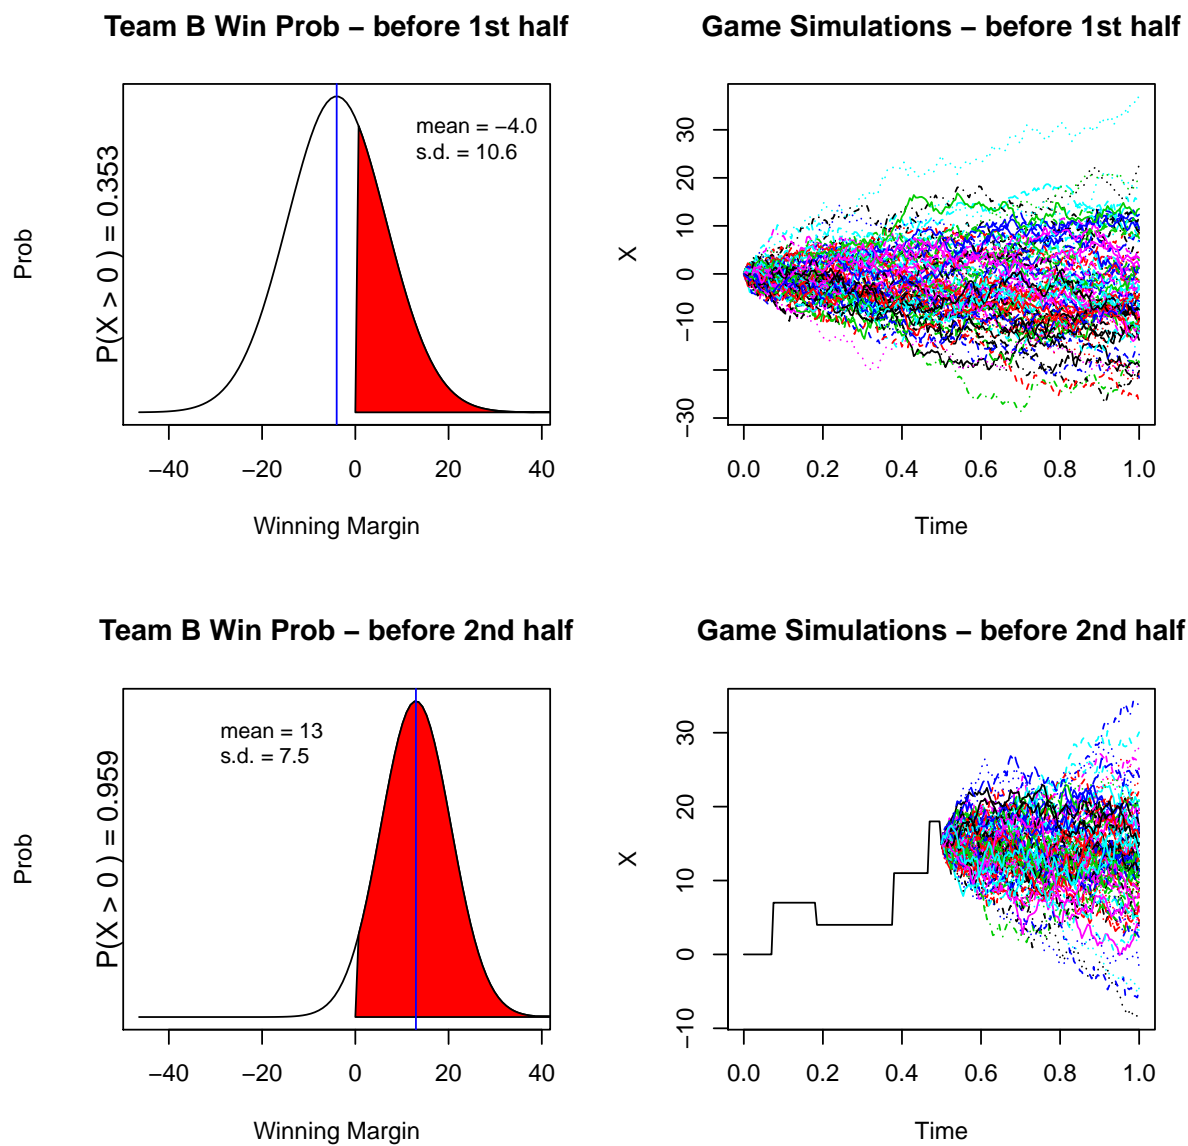 Team B Win Prob – before 1st half
Prob
P(X > 0 ) = 0.353
mean = −4.0
s.d. = 10.6
−40 −20 0 20 40
Winning Margin
Game Simulations – before 1st half
X
30
20
10
0
−10
−30
0.0 0.2 0.4 0.6 0.8 1.0
Time
Team B Win Prob – before 2nd half
Prob
P(X > 0 ) = 0.959
mean = 13
s.d. = 7.5
−40 −20 0 20 40
Winning Margin
Game Simulations – before 2nd half
X
30
20
10
0
−10
0.0 0.2 0.4 0.6 0.8 1.0
Time